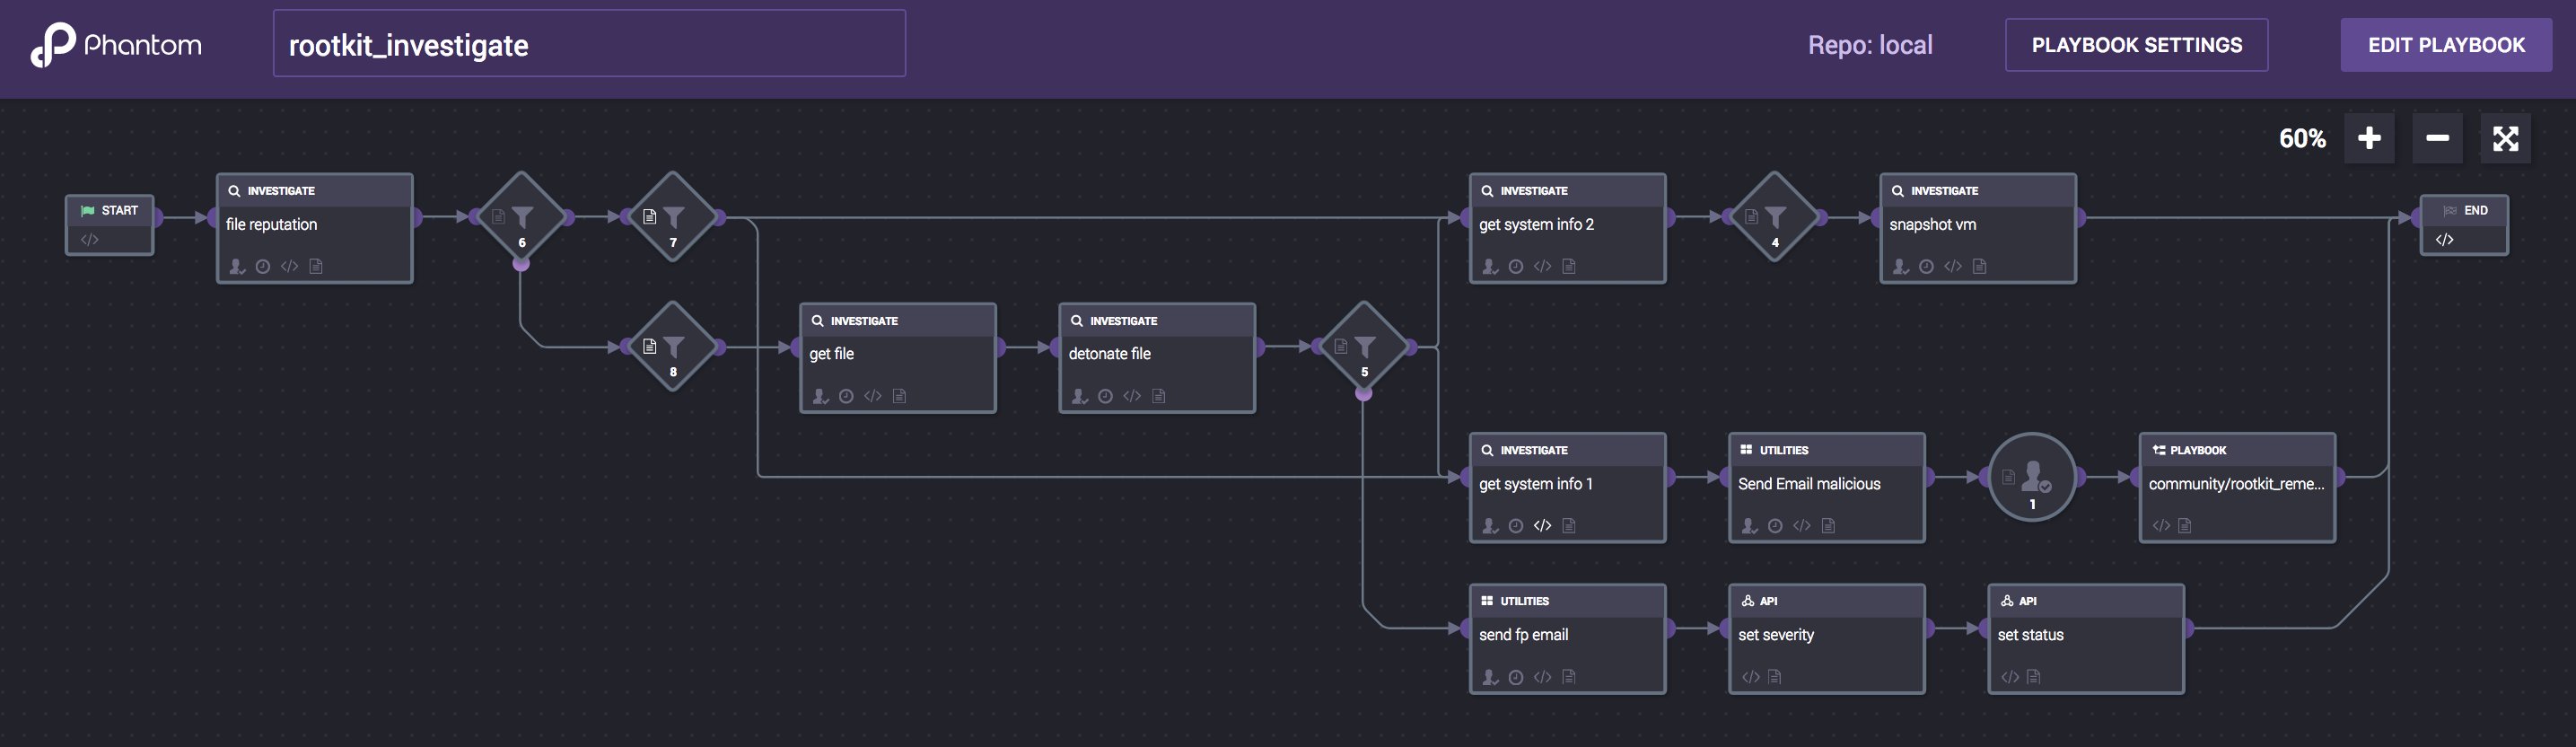 Phantom
rootkit_investigate
Repo: local
PLAYBOOK SETTINGS
EDIT PLAYBOOK
60%
START
INVESTIGATE
file reputation
6
7
INVESTIGATE
get system info 2
4
INVESTIGATE
snapshot vm
END
8
INVESTIGATE
get file
INVESTIGATE
detonate file
5
INVESTIGATE
get system info 1
UTILITIES
Send Email malicious
1
PLAYBOOK
community/rootkit_reme...
UTILITIES
send fp email
API
set severity
API
set status